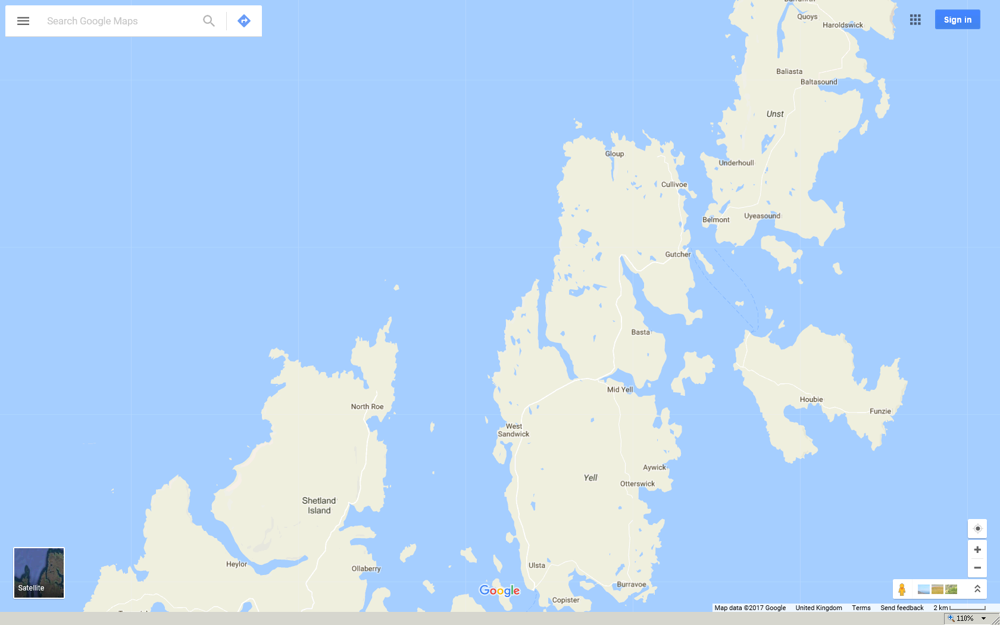 Search Google Maps
Sign in
Quoys
Haroldswick
Baliasta
Baltasound
Unst
Gloup
Underhoull
Cullivoe
Belmont
Uyeasound
Gutcher
Basta
Mid Yell
North Roe
Houbie
Funzie
West
Sandwick
Aywick
Yell
Otterswick
Shetland
Island
Heylor
Ollaberry
Ulsta
Burravoe
Copister
Satellite
Google
Map data ©2017 Google United Kingdom Terms Send feedback 2 km
110%